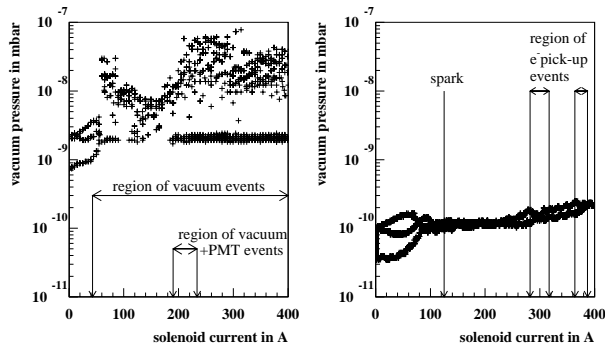 vacuum pressure in mbar
10 -7
10 -8
10 -9
10 -10
10 -11
region of vacuum events
region of vacuum
+PMT events
0 100 200 300 400
solenoid current in A
vacuum pressure in mbar
10 -7
10 -8
10 -9
10 -10
10 -11
spark
region of
e-pick-up
events
0 100 200 300 400
solenoid current in A